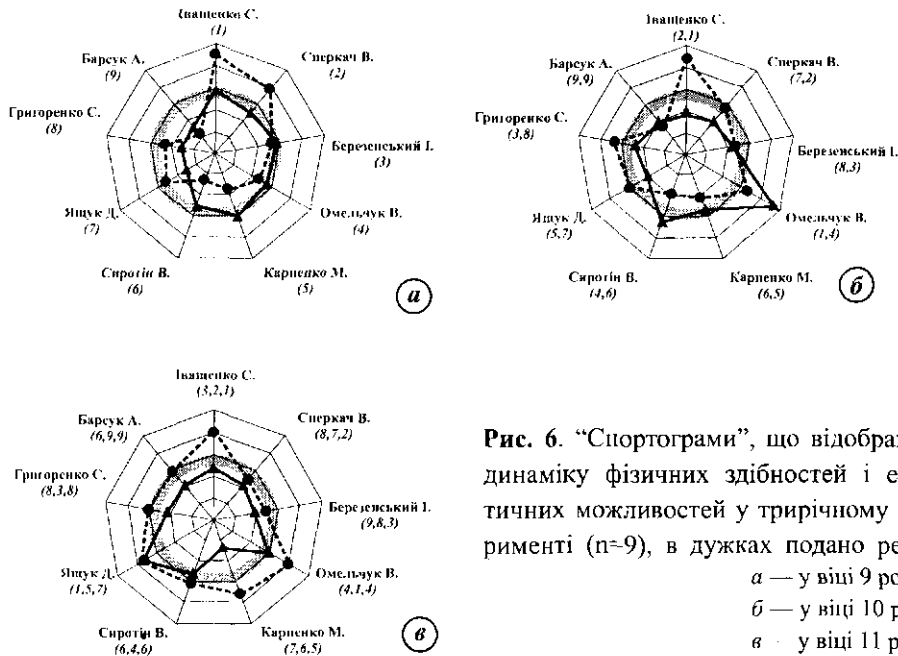 Іващенко С.
(1)
Сперкач В.
(2)
Березенський І.
(3)
Омельчук В.
(4)
Карпенко М.
(5)
Сиротін В.
(6)
Ящук Д.
(7)
Григоренко С.
(8)
Барсук А.
(9)
а
Іващенко С.
(2,1)
Сперкач В.
(7,2)
Березенський І.
(8,3)
Омельчук В.
(1,4)
Карпенко М.
(6,5)
Сиротін В.
(4,6)
Ящук Д.
(5,7)
Григоренко С.
(3,8)
Барсук А.
(9,9)
б
Іващенко С.
(3,2,1)
Сперкач В.
(8,7,2)
Березенський І.
(9,8,3)
Омельчук В.
(4,1,4)
Карпенко М.
(7,6,5)
Сиротін В.
(6,4,6)
Ящук Д.
(1,5,7)
Григоренко С.
(8,3,8)
Барсук А.
(6,9,9)
в
Рис. 6. “Спортограми”, що відображ
динаміку фізичних здібностей і е
тичних можливостей у трирічному
рименті (n=9), в дужках подано ре
а — у віці 9 ро
б — у віці 10 р
в — у віці 11 р